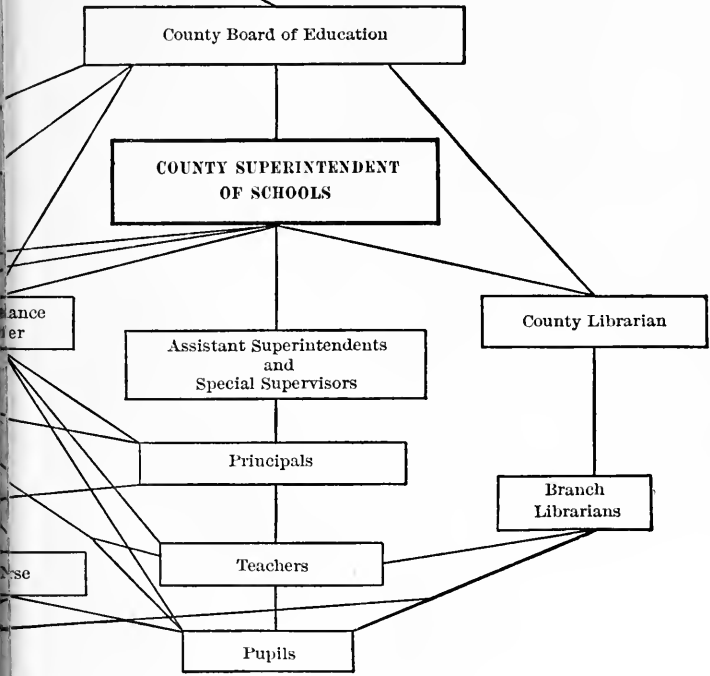 County Board of Education
COUNTY SUPERINTENDENT
OF SCHOOLS
County Librarian
Assistant Superintendents
and
Special Supervisors
Principals
Branch
Librarians
Teachers
Pupils